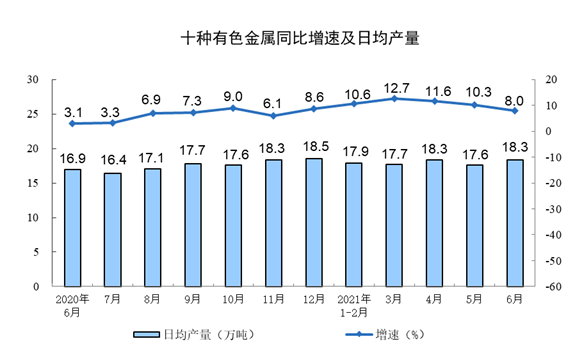 十种有色金属同比增速及日均产量
30
25
20
15
10
5
0
20
10
0
-10
-20
-30
-40
-50
-60
3.1 3.3 6.9 7.3 9.0 6.1 8.6 10.6 12.7 11.6 10.3 8.0
16.9 16.4 17.1 17.7 17.6 18.3 18.5 17.9 17.7 18.3 17.6 18.3
2020年 7月 8月 9月 10月 11月 12月 2021年 3月 4月 5月 6月
6月 1-2月
日均产量（万吨） 增速（%）